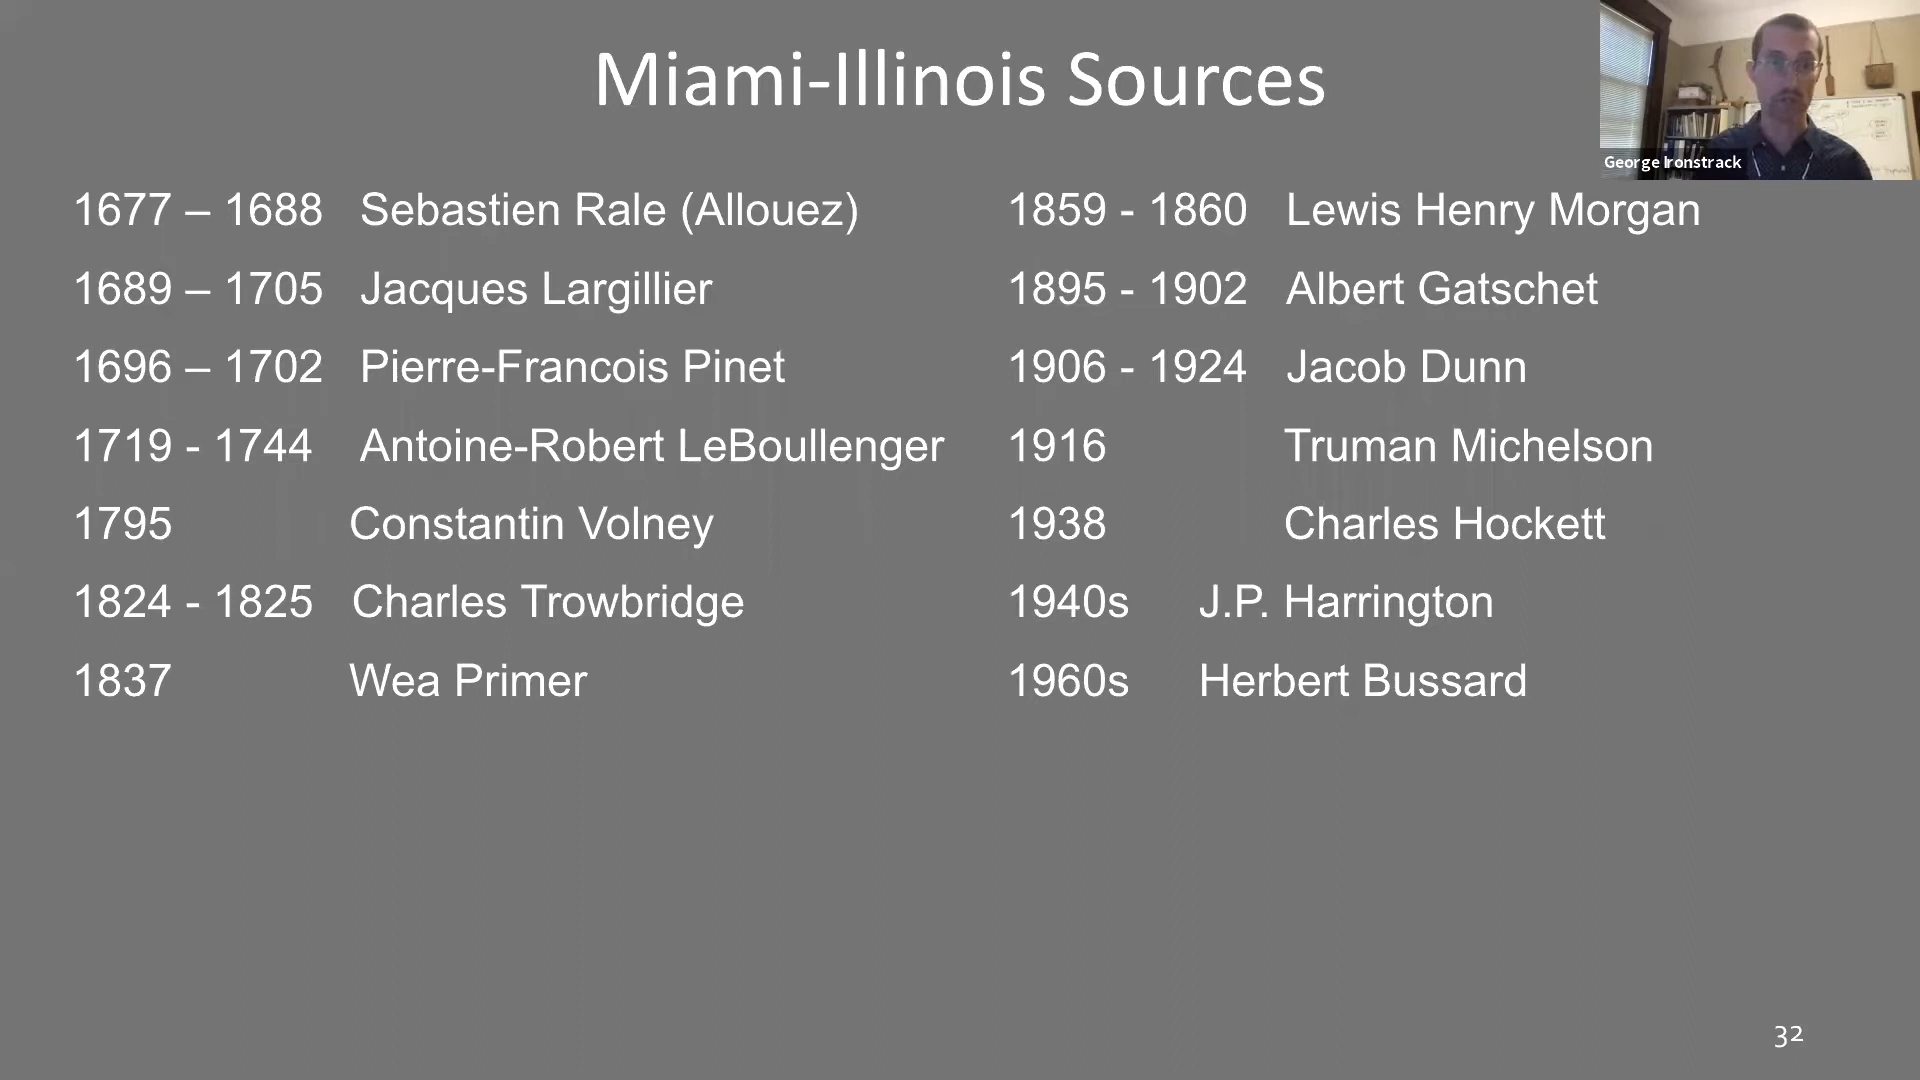 Miami-Illinois Sources
George Ironstrack
1677 – 1688 Sebastien Rale (Allouez)
1689 – 1705 Jacques Largillier
1696 – 1702 Pierre-Francois Pinet
1719 - 1744 Antoine-Robert LeBoullenger
1795 Constantin Volney
1824 - 1825 Charles Trowbridge
1837 Wea Primer
1859 - 1860 Lewis Henry Morgan
1895 - 1902 Albert Gatschet
1906 - 1924 Jacob Dunn
1916 Truman Michelson
1938 Charles Hockett
1940s J.P. Harrington
1960s Herbert Bussard
32